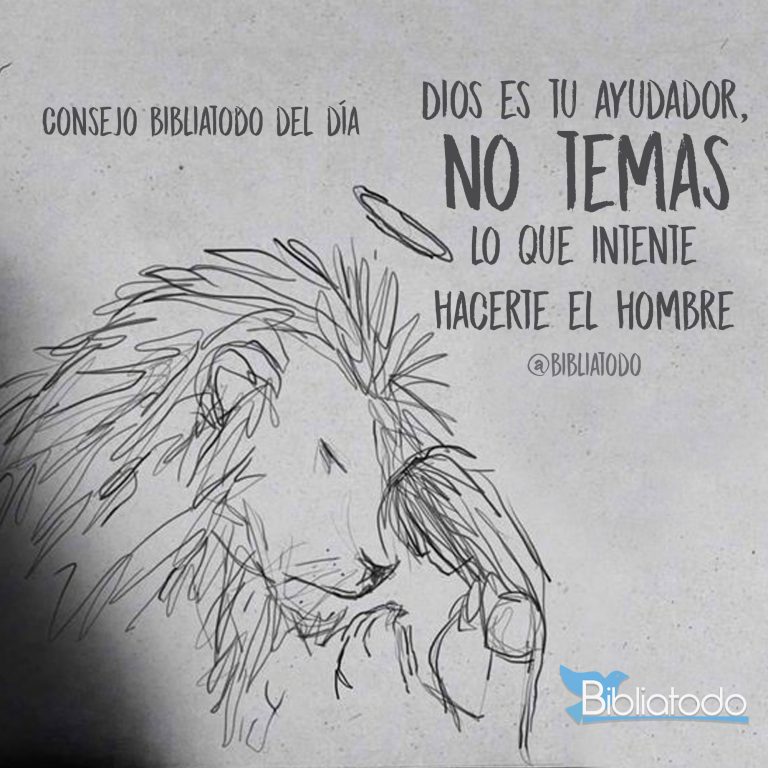 CONSEJO BIBLIATODO DEL DÍA
DIOS ES TU AYUDADOR,
NO TEMAS
LO QUE INTENTE
HACERTE EL HOMBRE
@BIBLIATODO
Bibliatodo